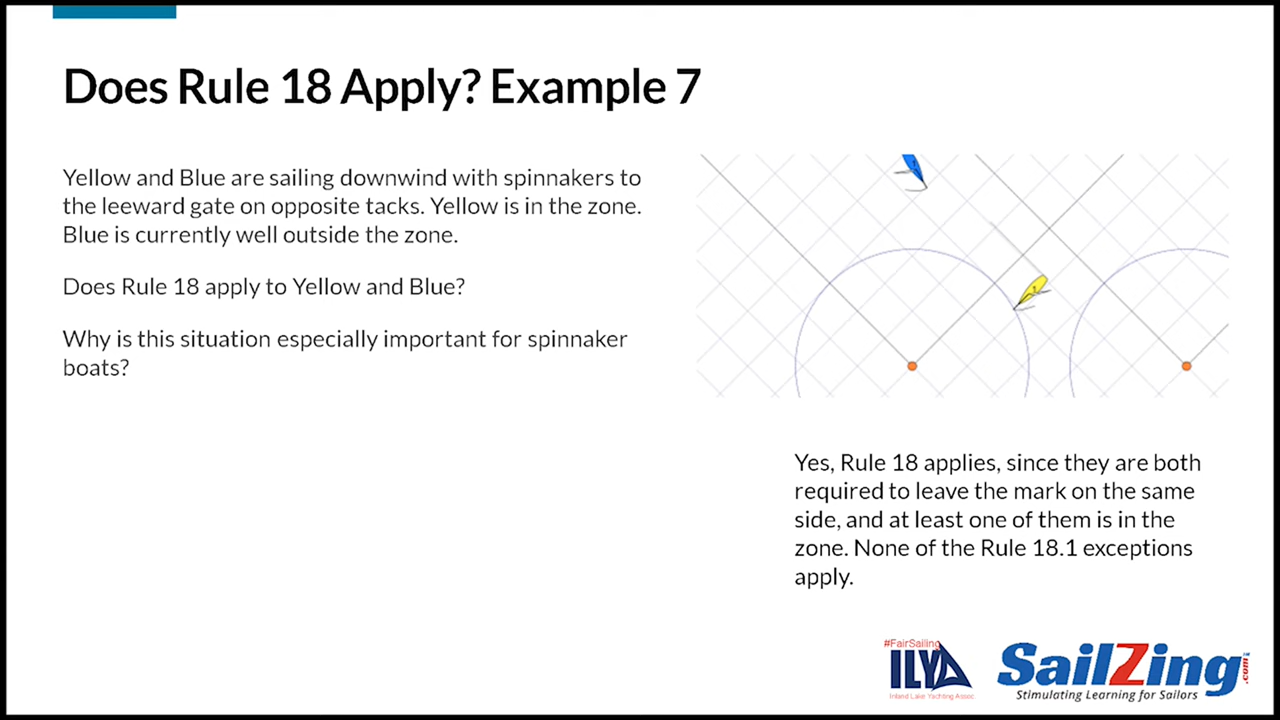 Does Rule 18 Apply? Example 7
Yellow and Blue are sailing downwind with spinnakers to
the leeward gate on opposite tacks. Yellow is in the zone.
Blue is currently well outside the zone.
Does Rule 18 apply to Yellow and Blue?
Why is this situation especially important for spinnaker
boats?
Yes, Rule 18 applies, since they are both
required to leave the mark on the same
side, and at least one of them is in the
zone. None of the Rule 18.1 exceptions
apply.
#FairSailing
ILYA
Inland Lake Yachting Assoc.
SailZing.com
Stimulating Learning for Sailors